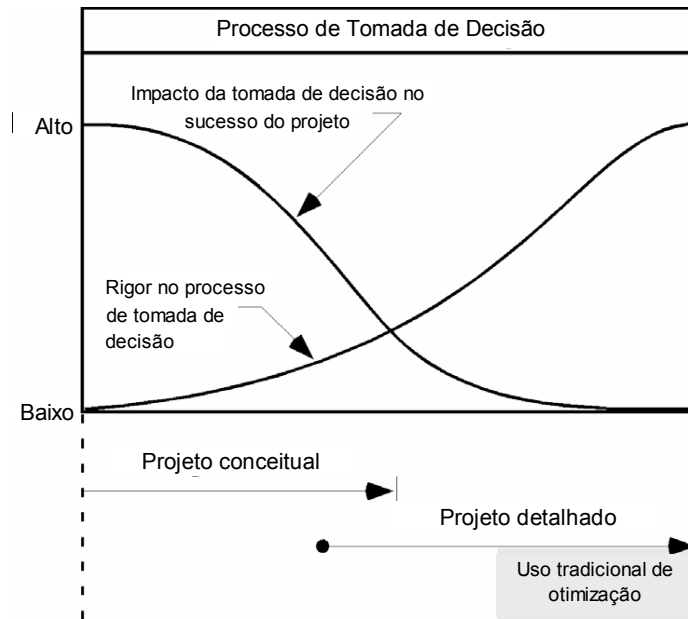 Processo de Tomada de Decisão
Impacto da tomada de decisão no
sucesso do projeto
Alto
Rigor no processo
de tomada de
decisão
Baixo
Projeto conceitual
Projeto detalhado
Uso tradicional de
otimização